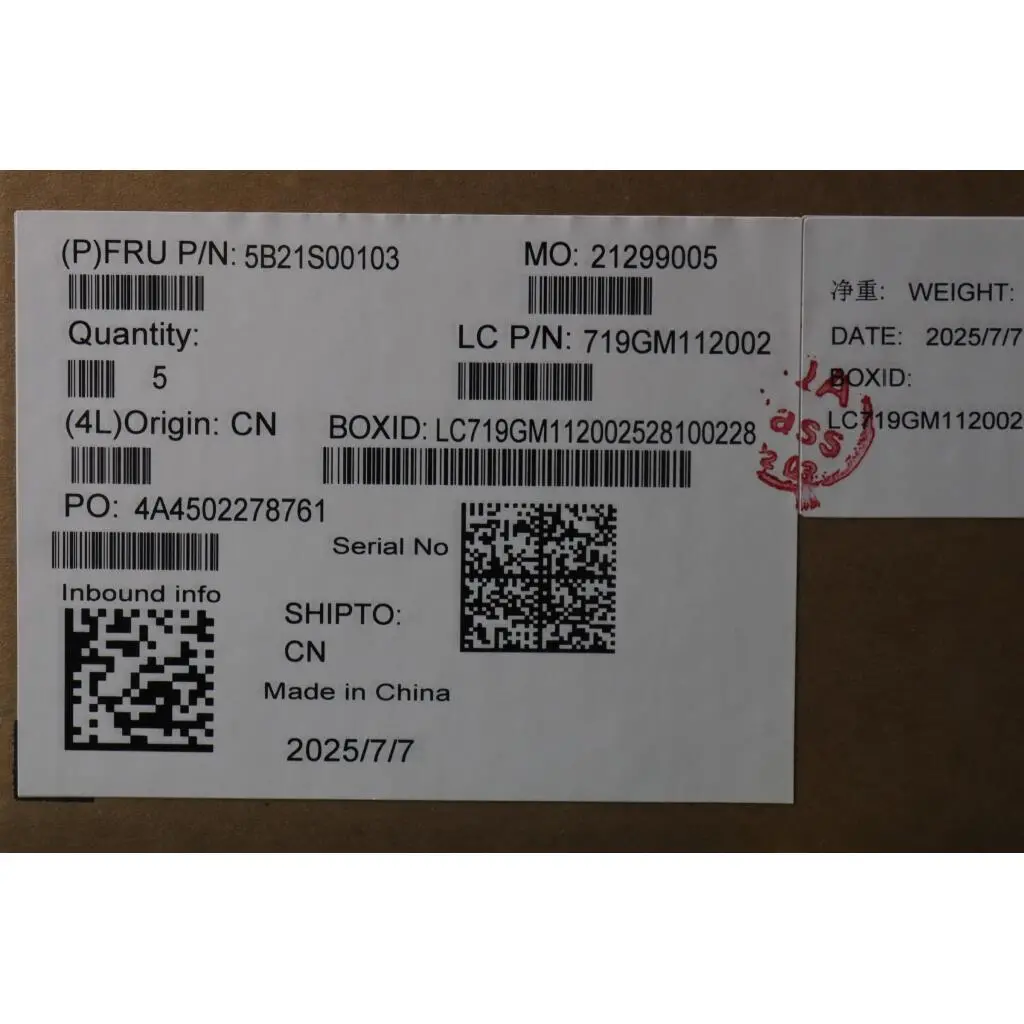 (P)FRU P/N: 5B21S00103
MO: 21299005
Quantity:
5
LC P/N: 719GM112002
(4L)Origin: CN
BOXID: LC719GM112002528100228
PO: 4A4502278761
Serial No
Inbound info
SHIPTO:
CN
Made in China
2025/7/7
净重: WEIGHT:
DATE: 2025/7/7
BOXID:
LC719GM112002
ass